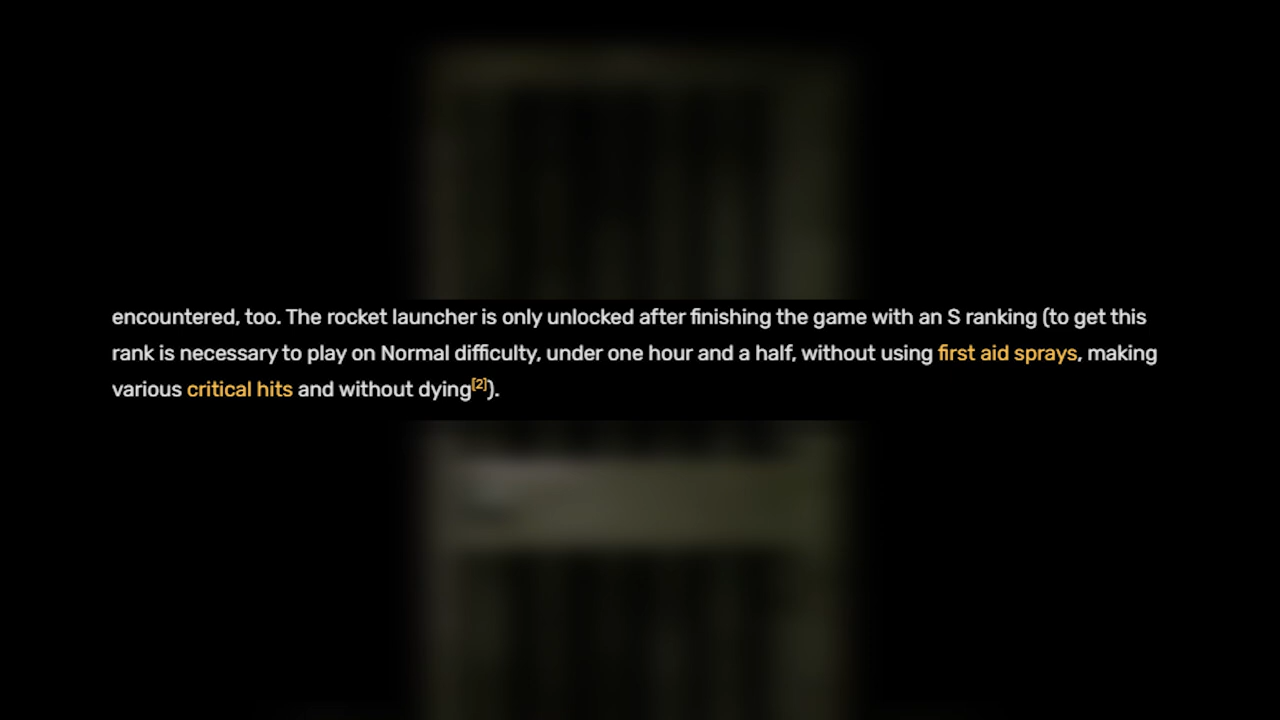 encountered, too. The rocket launcher is only unlocked after finishing the game with an S ranking (to get this
rank is necessary to play on Normal difficulty, under one hour and a half, without using first aid sprays, making
various critical hits and without dying[2]).